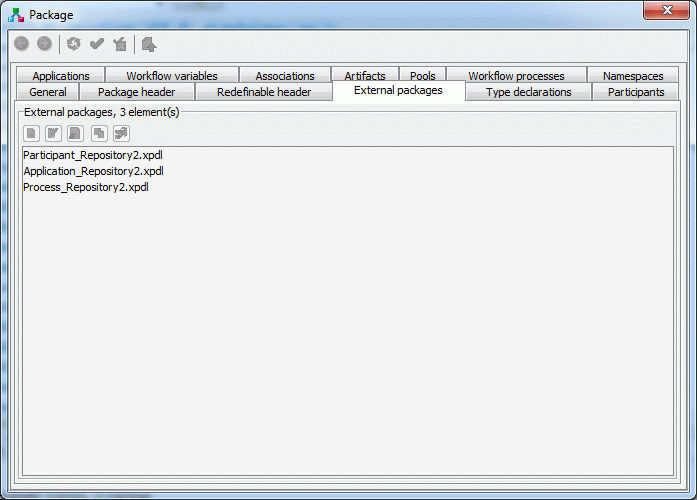 Package
Applications Workflow variables Associations Artifacts Pools Workflow processes Namespaces
General Package header Redefinable header External packages Type declarations Participants
External packages, 3 element(s)
Participant_Repository2.xpdl
Application_Repository2.xpdl
Process_Repository2.xpdl